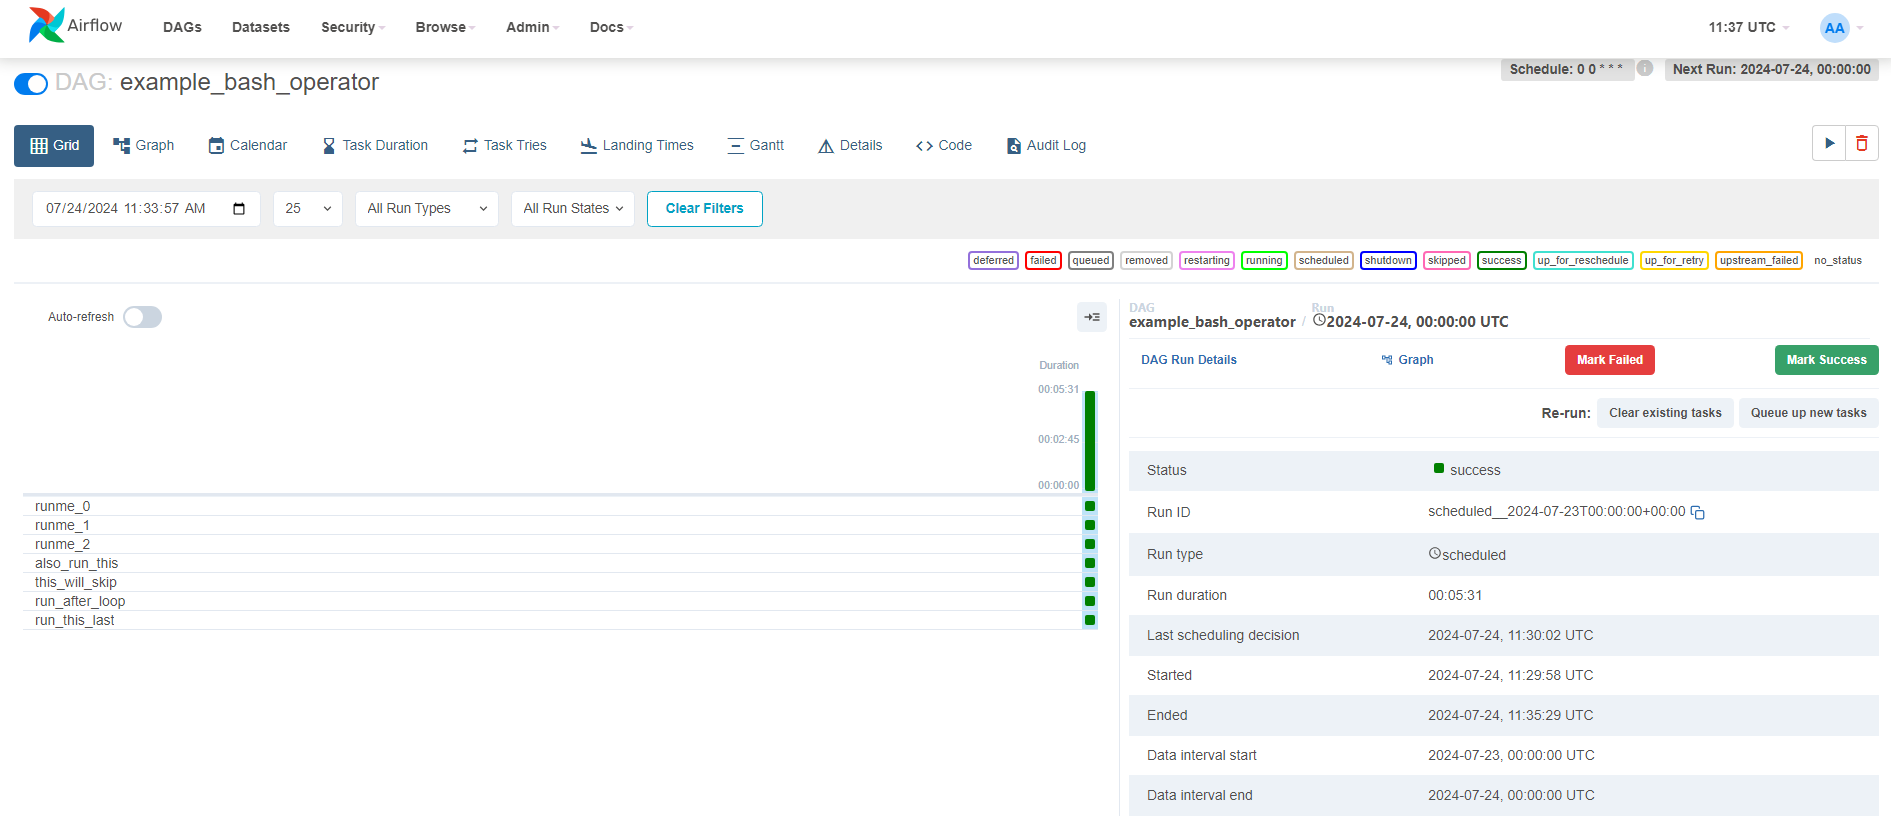 Airflow DAGs Datasets Security Browse Admin Docs 11:37 UTC AA
DAG: example_bash_operator Schedule: 0 0 * * * i Next Run: 2024-07-24, 00:00:00
Grid Graph Calendar Task Duration Task Tries Landing Times Gantt Details Code Audit Log
07/24/2024 11:33:57 AM 25 All Run Types All Run States Clear Filters
deferred failed queued removed restarting running scheduled shutdown skipped success up_for_reschedule up_for_retry upstream_failed no_status
Auto-refresh
Duration
00:05:31
00:02:45
00:00:00
runme_0
runme_1
runme_2
also_run_this
this_will_skip
run_after_loop
run_this_last
DAG Run
example_bash_operator / 2024-07-24, 00:00:00 UTC
DAG Run Details Graph Mark Failed Mark Success
Re-run: Clear existing tasks Queue up new tasks
Status success
Run ID scheduled__2024-07-23T00:00:00+00:00
Run type scheduled
Run duration 00:05:31
Last scheduling decision 2024-07-24, 11:30:02 UTC
Started 2024-07-24, 11:29:58 UTC
Ended 2024-07-24, 11:35:29 UTC
Data interval start 2024-07-23, 00:00:00 UTC
Data interval end 2024-07-24, 00:00:00 UTC